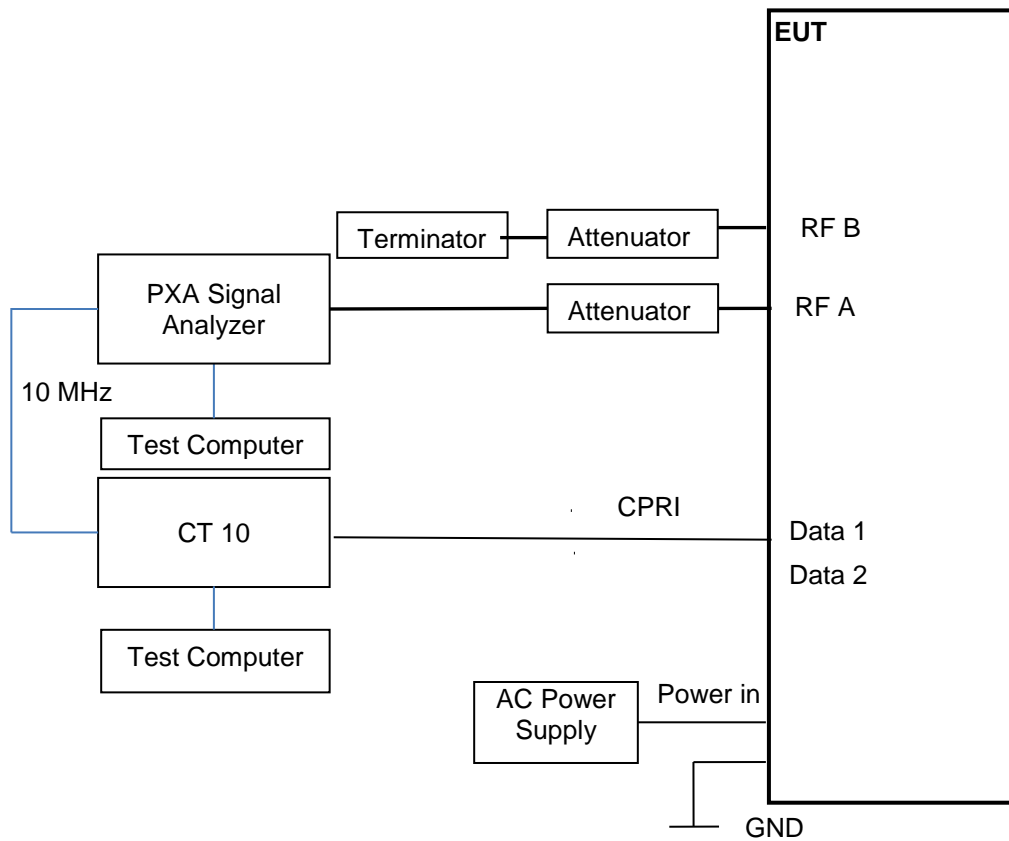 EUT
RF B
Terminator
Attenuator
PXA Signal
Analyzer
Attenuator
RF A
10 MHz
Test Computer
CT 10
CPRI
Data 1
Data 2
Test Computer
AC Power
Supply
Power in
GND